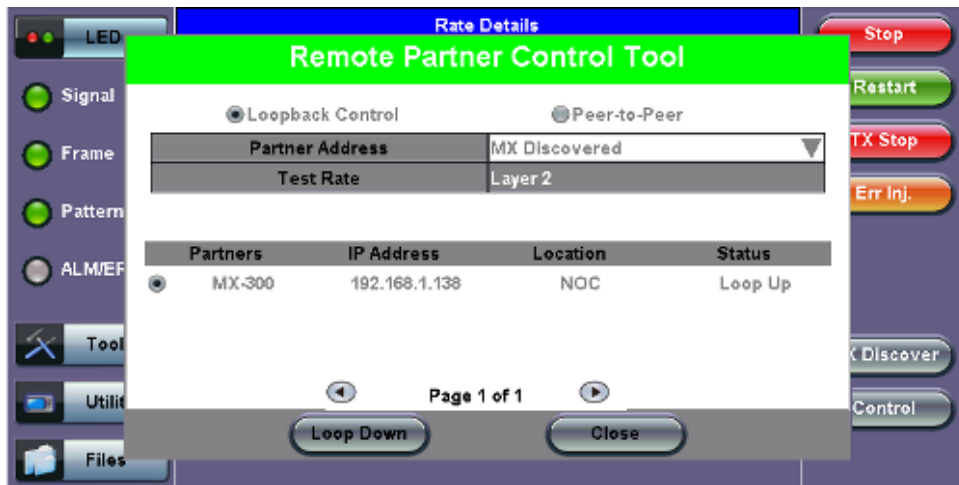 Rate Details
LED
Stop
Remote Partner Control Tool
Signal
Restart
Loopback Control
Peer-to-Peer
Partner Address
MX Discovered
TX Stop
Frame
Test Rate
Layer 2
Err Inj.
Pattern
Partners IP Address Location Status
ALM/ER
MX-300 192.168.1.138 NOC Loop Up
Tool
X Discover
Page 1 of 1
Utilit
Control
Loop Down
Close
Files